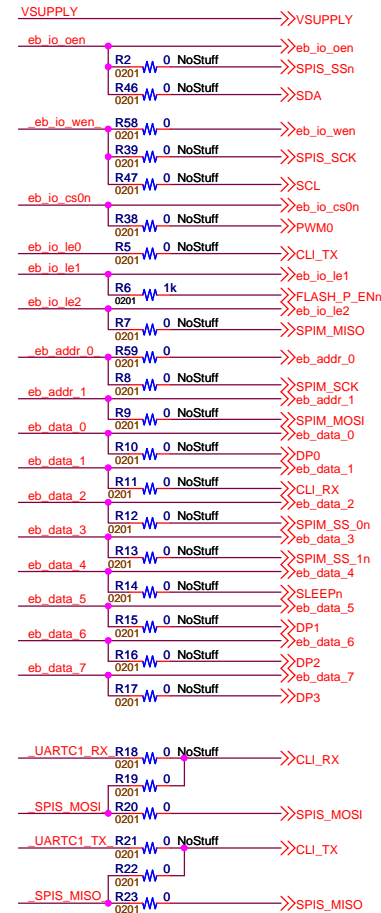 VSUPPLY VSUPPLY
eb_io_oen eb_io_oen
R2 0 NoStuff SPIS_SSn
0201
R46 0 NoStuff SDA
0201
_eb_io_wen_ R58 0 eb_io_wen
0201
R39 0 NoStuff SPIS_SCK
0201
R47 0 NoStuff SCL
0201
eb_io_cs0n eb_io_cs0n
R38 0 NoStuff PWM0
0201
eb_io_le0 R5 0 NoStuff CLI_TX
0201
eb_io_le1 eb_io_le1
R6 1k FLASH_P_ENn
0201
eb_io_le2 eb_io_le2
R7 0 NoStuff SPIM_MISO
0201
_eb_addr_0_ R59 0 eb_addr_0
0201
R8 0 NoStuff SPIM_SCK
0201
eb_addr_1 eb_addr_1
R9 0 NoStuff SPIM_MOSI
0201
eb_data_0 eb_data_0
R10 0 NoStuff DP0
0201
eb_data_1 eb_data_1
R11 0 NoStuff CLI_RX
0201
eb_data_2 eb_data_2
R12 0 NoStuff SPIM_SS_0n
0201
eb_data_3 eb_data_3
R13 0 NoStuff SPIM_SS_1n
0201
eb_data_4 eb_data_4
R14 0 NoStuff SLEEPn
0201
eb_data_5 eb_data_5
R15 0 NoStuff DP1
0201
eb_data_6 eb_data_6
R16 0 NoStuff DP2
0201
eb_data_7 eb_data_7
R17 0 NoStuff DP3
0201
_UARTC1_RX_ R18 0 NoStuff CLI_RX
0201
R19 0
0201
_SPIS_MOSI_ R20 0 SPIS_MOSI
0201
_UARTC1_TX_ R21 0 NoStuff CLI_TX
0201
R22 0
0201
_SPIS_MISO_ R23 0 SPIS_MISO
0201